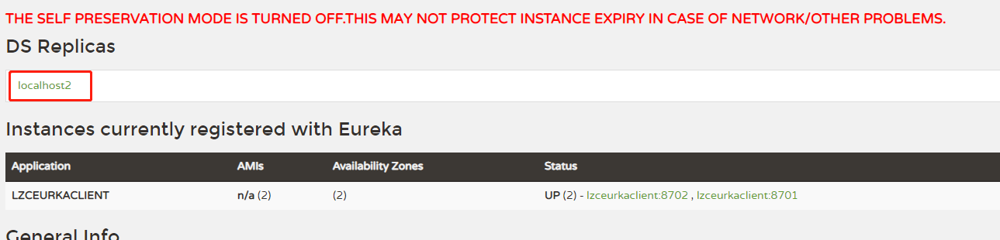 THE SELF PRESERVATION MODE IS TURNED OFF.THIS MAY NOT PROTECT INSTANCE EXPIRY IN CASE OF NETWORK/OTHER PROBLEMS.
DS Replicas
localhost2
Instances currently registered with Eureka
Application AMIs Availability Zones Status
LZCEURKACLIENT n/a (2) (2) UP (2) - lzceurkaclient:8702 , lzceurkaclient:8701
General Info